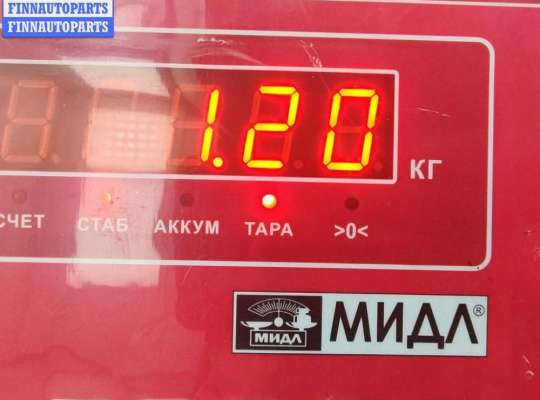 FINNAUTOPARTS
FINNAUTOPARTS
1.20
КГ
СЧЕТ СТАБ АККУМ ТАРА >0<
МИДЛ МИДЛ®